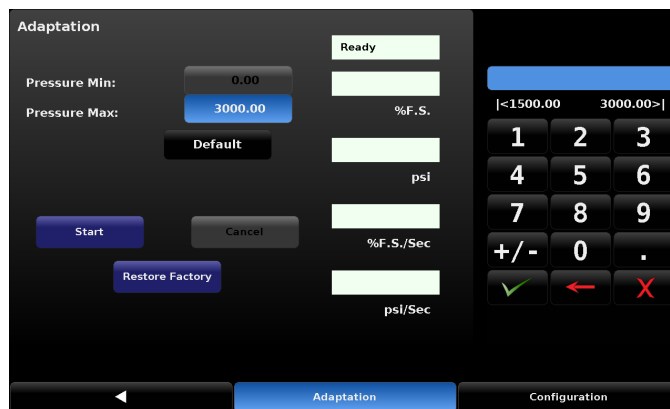 Adaptation
Ready
Pressure Min: 0.00
Pressure Max: 3000.00
%F.S.
Default
psi
Start Cancel
%F.S./Sec
Restore Factory
psi/Sec
|<1500.00 3000.00>|
1 2 3
4 5 6
7 8 9
+/- 0 .
X
Adaptation Configuration